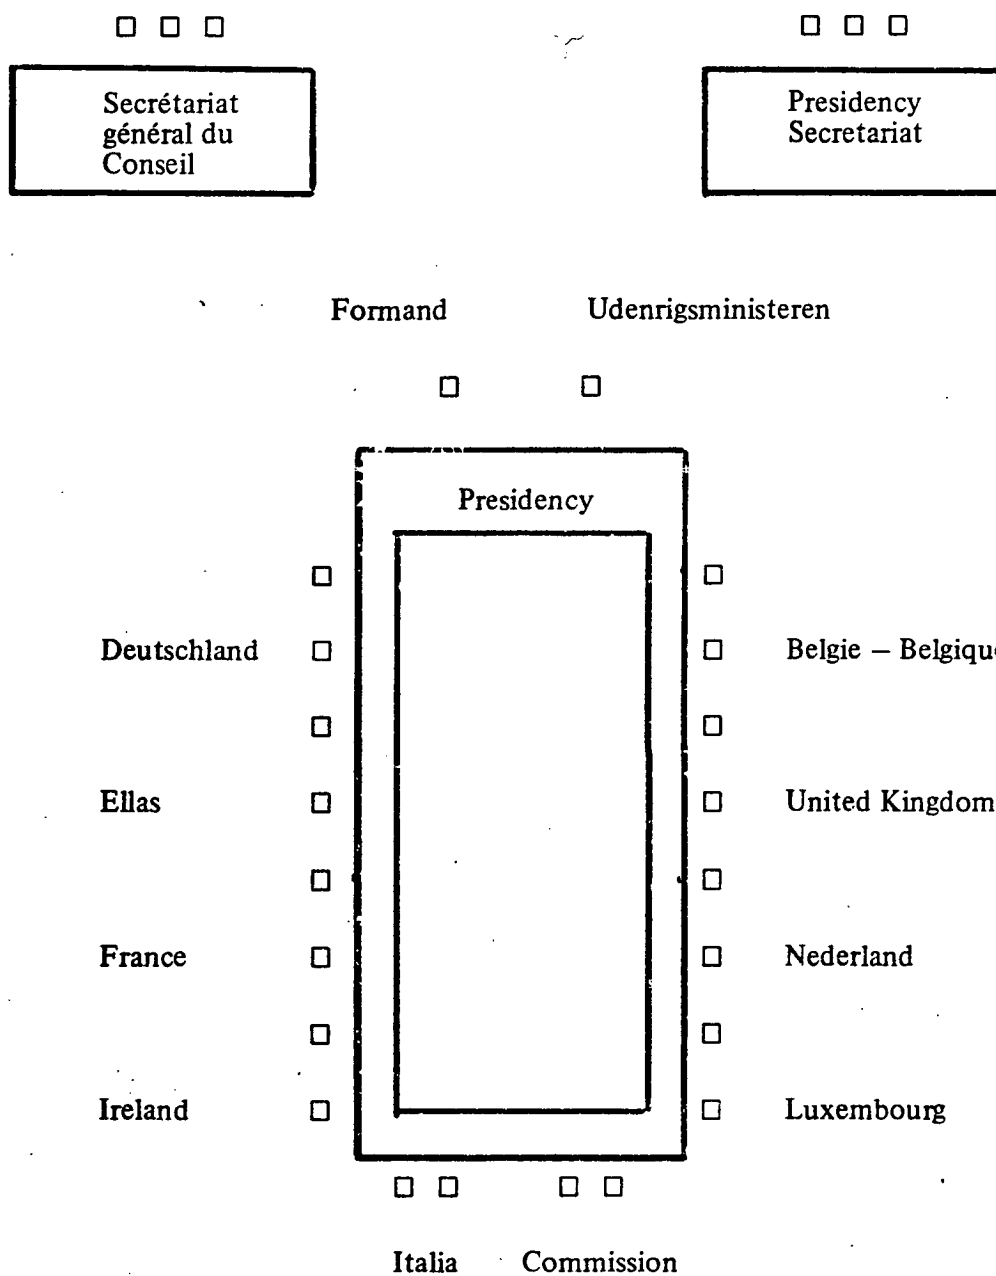 Secrétariat
général du
Conseil
Presidency
Secretariat
Formand
Udenrigsministeren
Presidency
Deutschland
Belgie – Belgique
Ellas
United Kingdom
France
Nederland
Ireland
Luxembourg
Italia
Commission